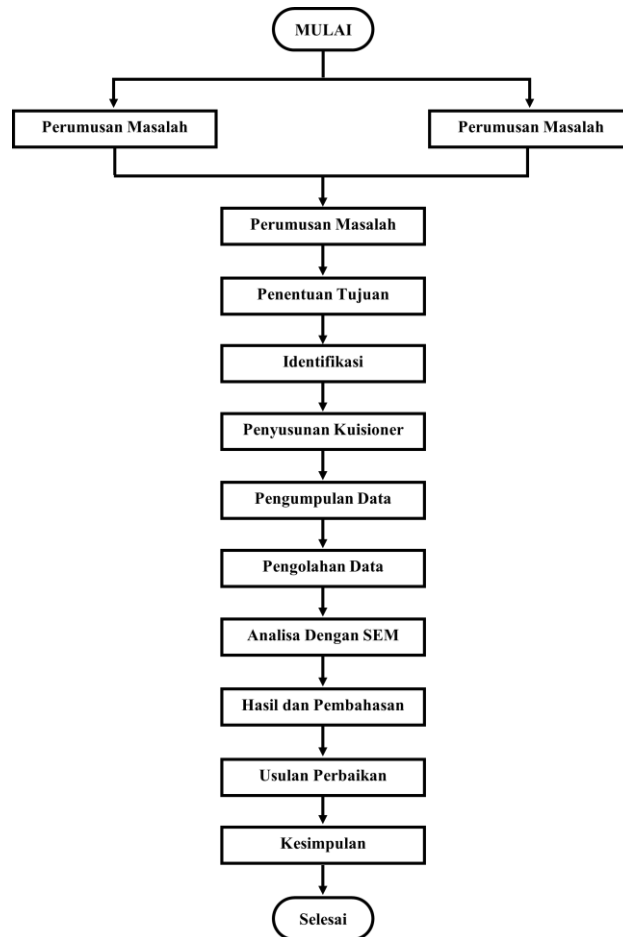 MULAI
Perumusan Masalah
Perumusan Masalah
Perumusan Masalah
Penentuan Tujuan
Identifikasi
Penyusunan Kuisioner
Pengumpulan Data
Pengolahan Data
Analisa Dengan SEM
Hasil dan Pembahasan
Usulan Perbaikan
Kesimpulan
Selesai